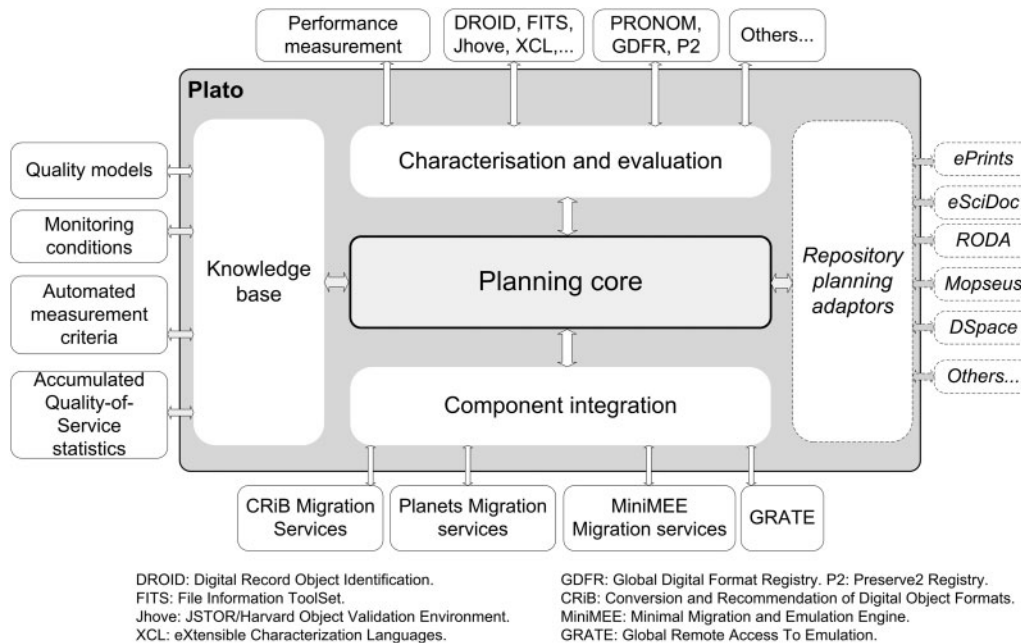 Performance
measurement
DROID, FITS,
Jhove, XCL,...
PRONOM,
GDFR, P2
Others...
Plato
Quality models
Monitoring
conditions
Automated
measurement
criteria
Accumulated
Quality-of-
Service
statistics
Knowledge
base
Characterisation and evaluation
Planning core
Component integration
Repository
planning
adaptors
ePrints
eSciDoc
RODA
Mopseus
DSpace
Others...
CRiB Migration
Services
Planets Migration
services
MiniMEE
Migration services
GRATE
DROID: Digital Record Object Identification.
FITS: File Information ToolSet.
Jhove: JSTOR/Harvard Object Validation Environment.
XCL: eXtensible Characterization Languages.
GDFR: Global Digital Format Registry. P2: Preserve2 Registry.
CRiB: Conversion and Recommendation of Digital Object Formats.
MiniMEE: Minimal Migration and Emulation Engine.
GRATE: Global Remote Access To Emulation.